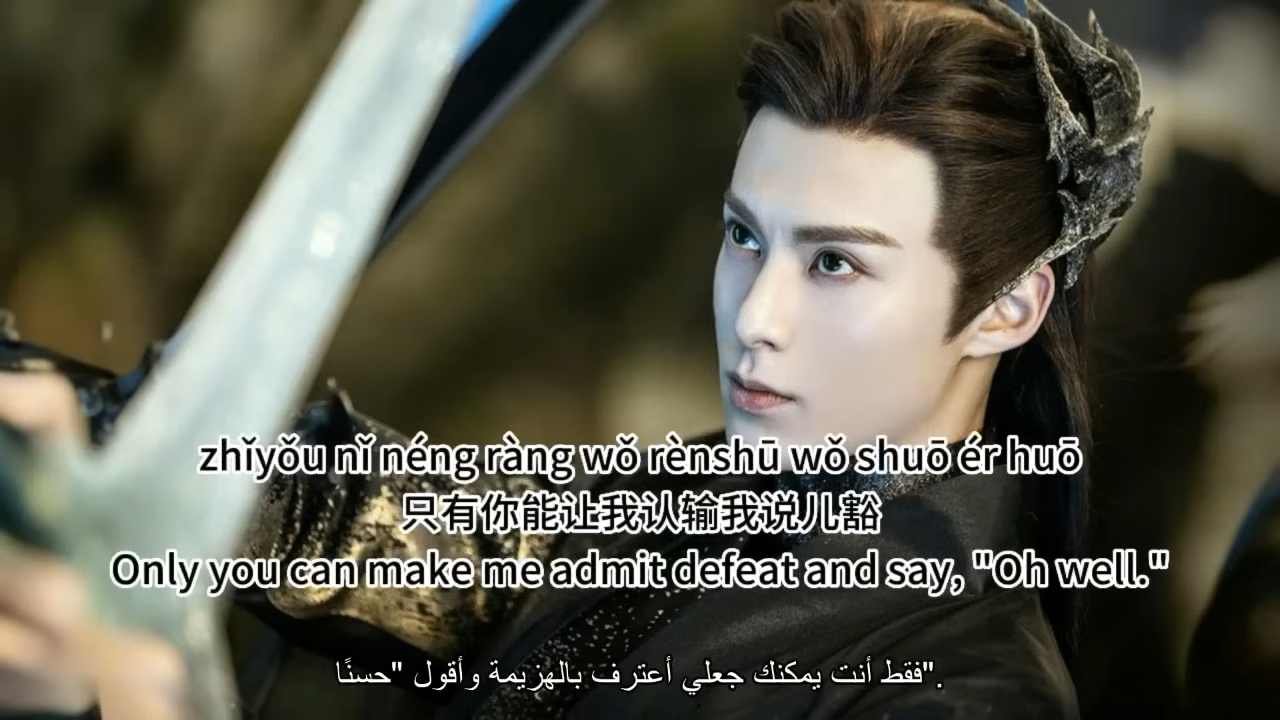 zhǐyǒu nǐ néng ràng wǒ rènshū wǒ shuō ér huō
只有你能让我认输我说儿豁
Only you can make me admit defeat and say, "Oh well."
فقط أنت يمكنك جعلي أعترف بالهزيمة وأقول "حسنًا".